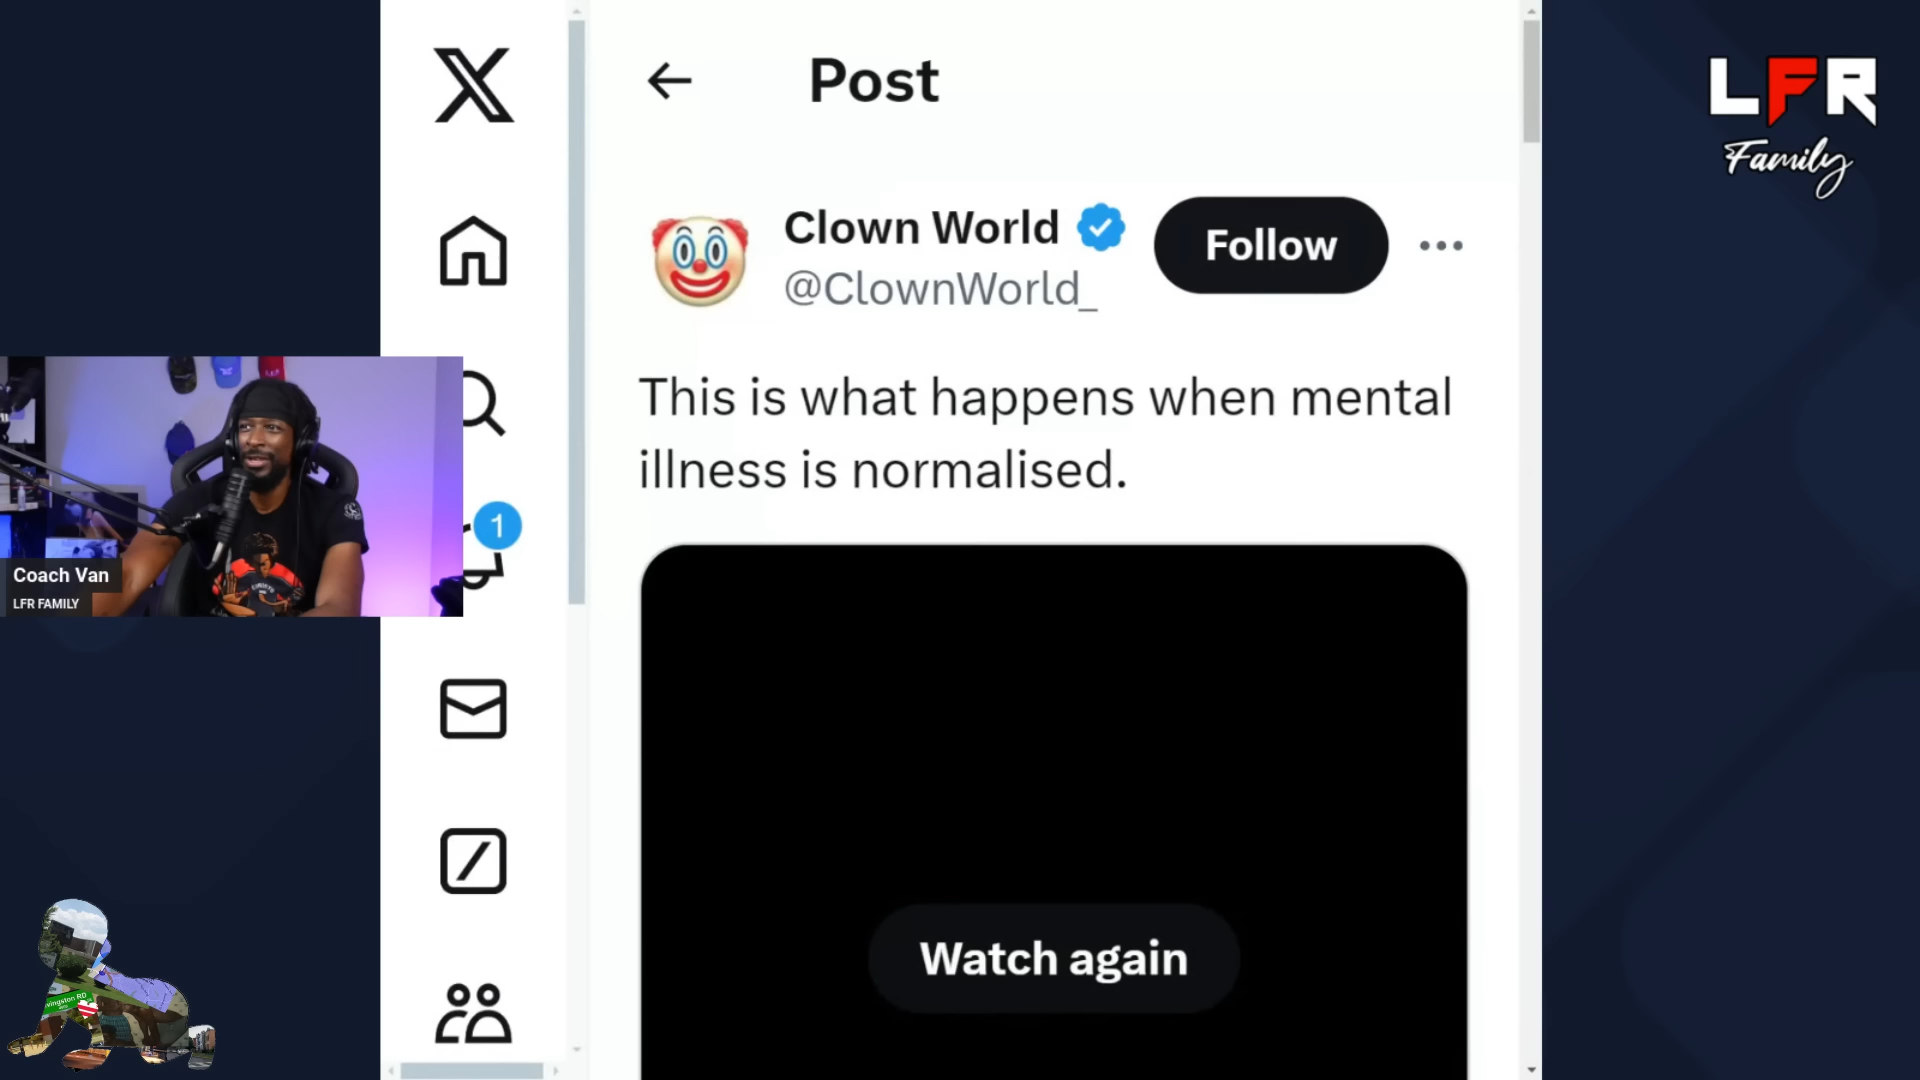 Post
Clown World
@ClownWorld_
Follow
This is what happens when mental
illness is normalised.
Watch again
1
Coach Van
LFR FAMILY
LFR
Family